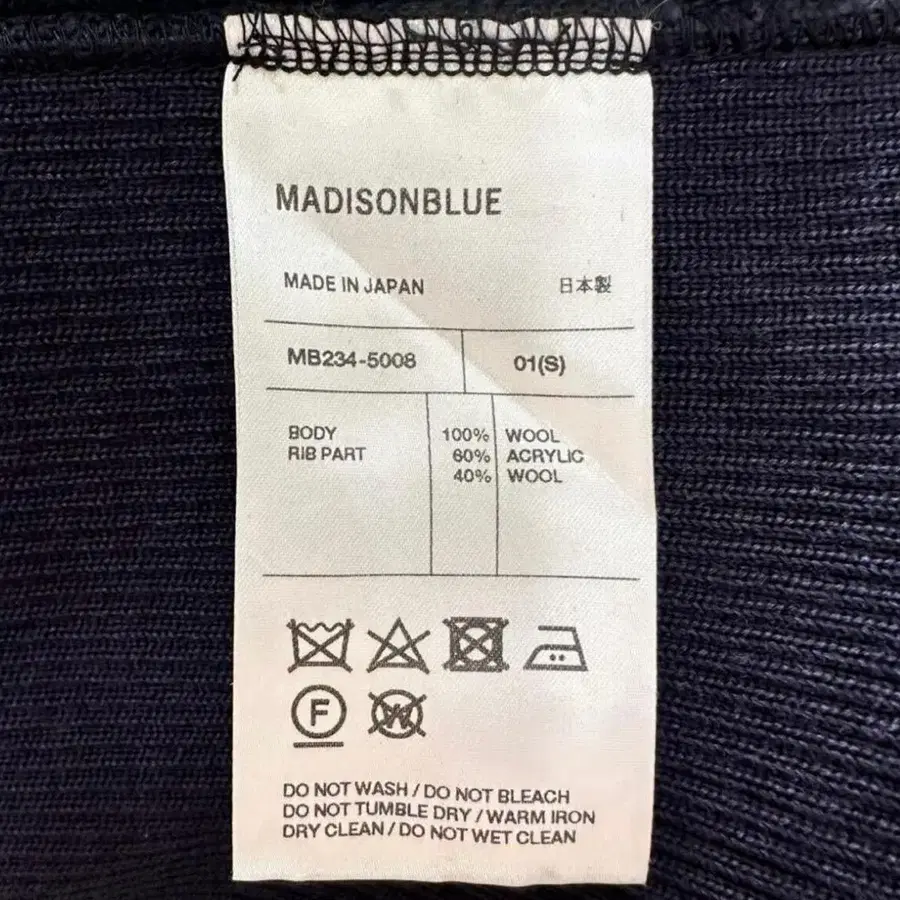 MADISONBLUE
MADE IN JAPAN 日本製
MB234-5008 01(S)
BODY 100% WOOL
RIB PART 60% ACRYLIC
40% WOOL
F W
DO NOT WASH / DO NOT BLEACH
DO NOT TUMBLE DRY / WARM IRON
DRY CLEAN / DO NOT WET CLEAN